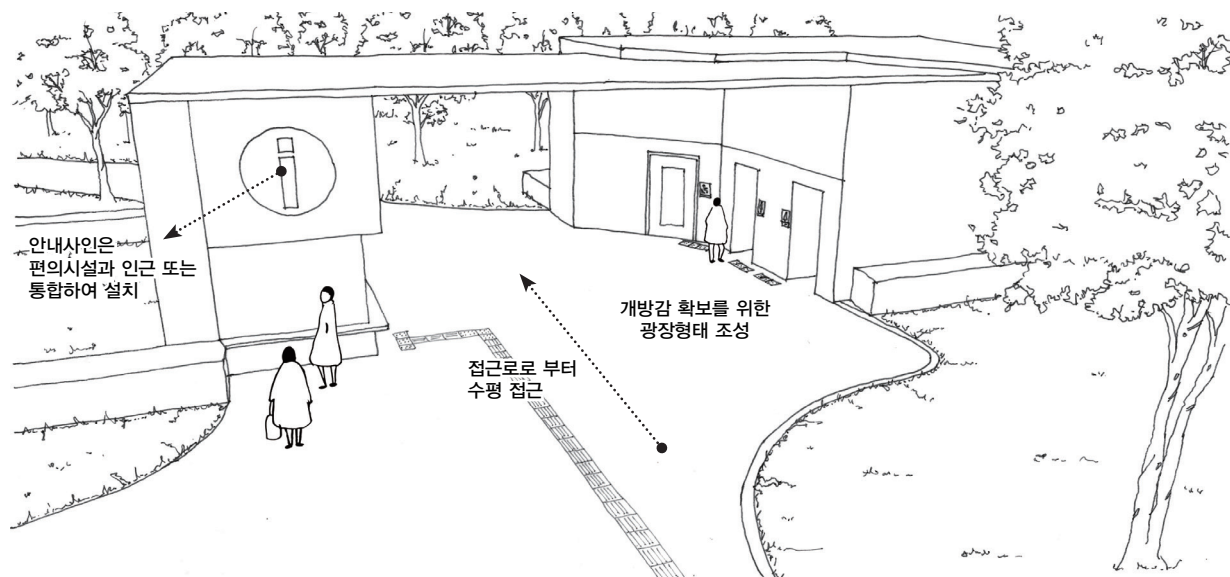 안내사인은
편의시설과 인근 또는
통합하여 설치
개방감 확보를 위한
광장형태 조성
접근로로 부터
수평 접근
i